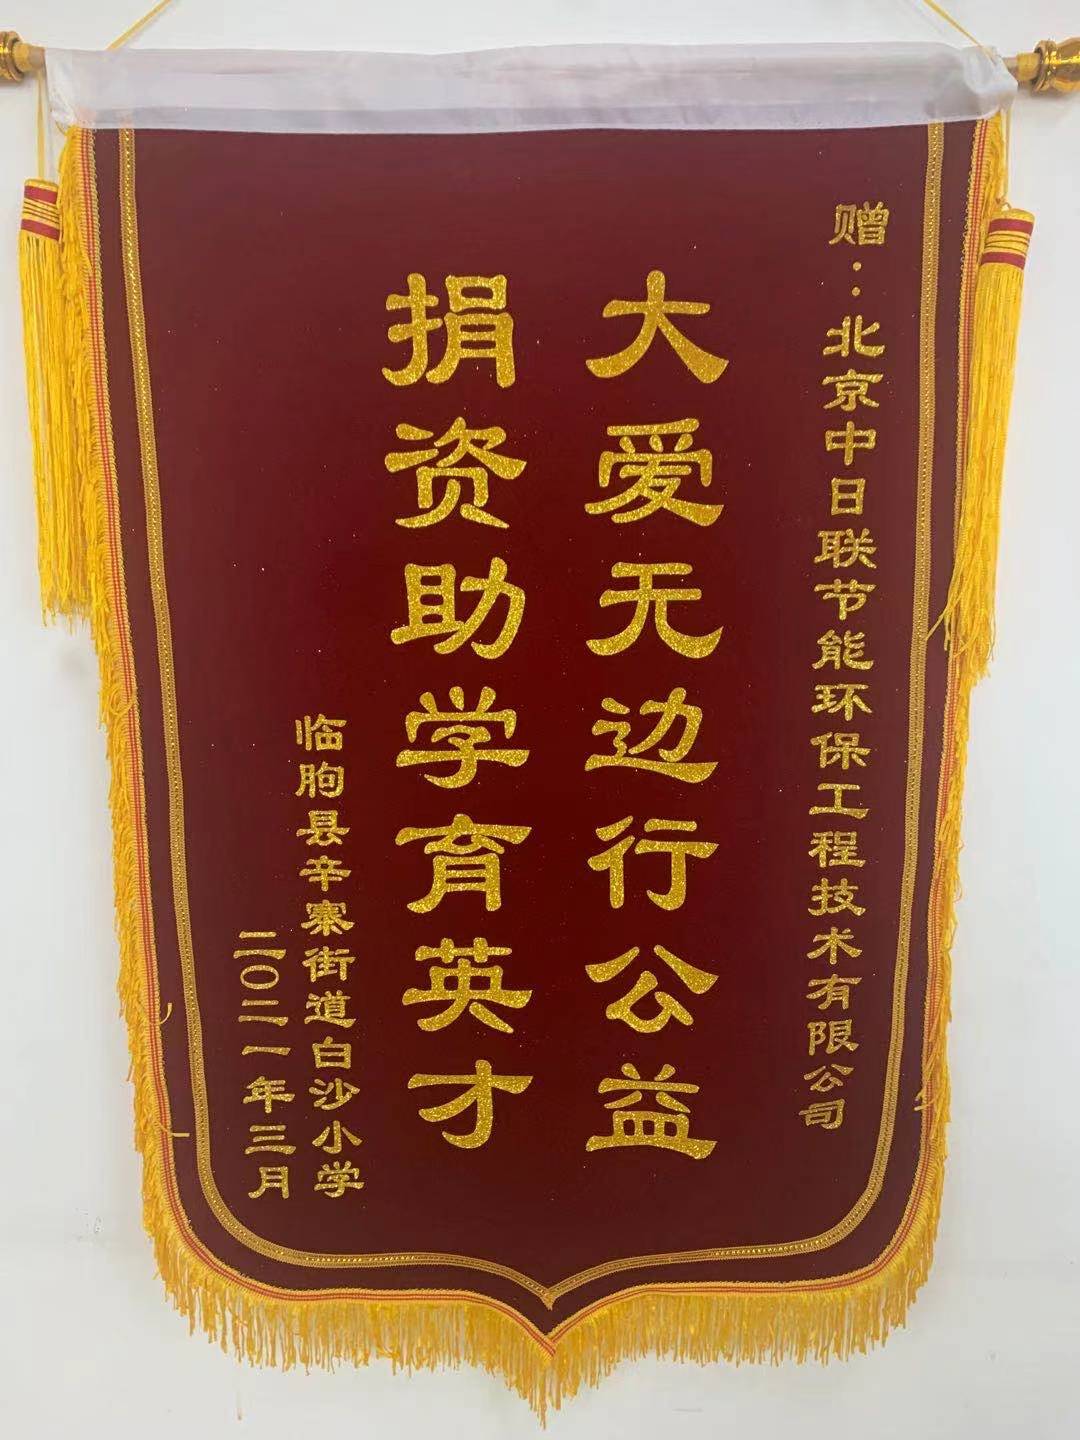 赠：北京中日联节能环保工程技术有限公司
大爱无边行公益
捐资助学育英才
临朐县辛寨街道白沙小学
二〇二一年三月